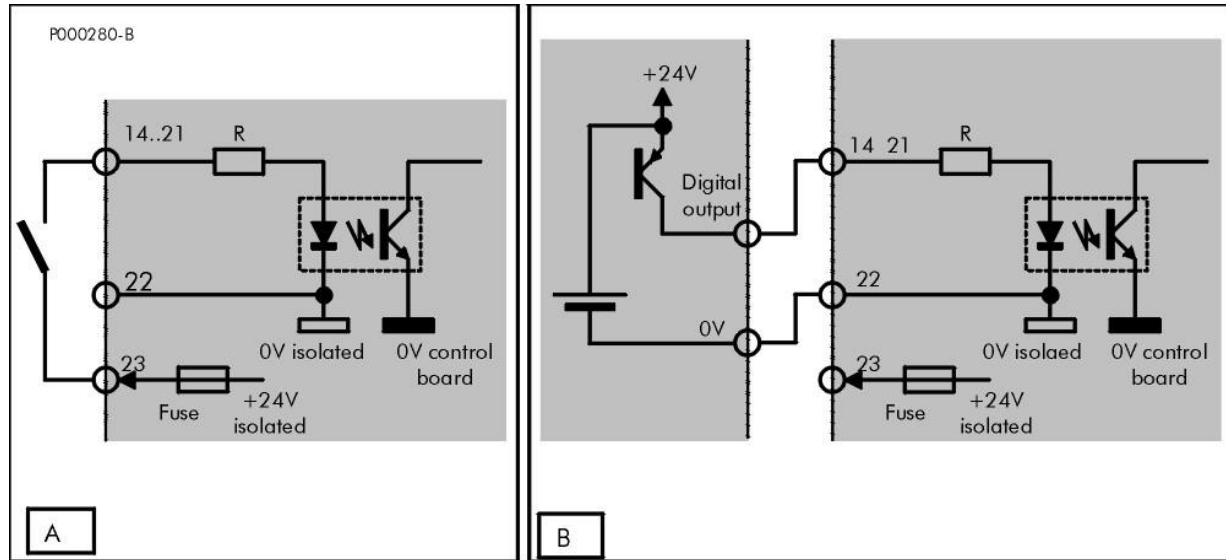 P000280-B
14..21
R
22
0V isolated
0V control
board
23
Fuse
+24V
isolated
A
+24V
Digital
output
0V
14 21
R
22
0V isolaed
0V control
board
23
Fuse
+24V
isolated
B